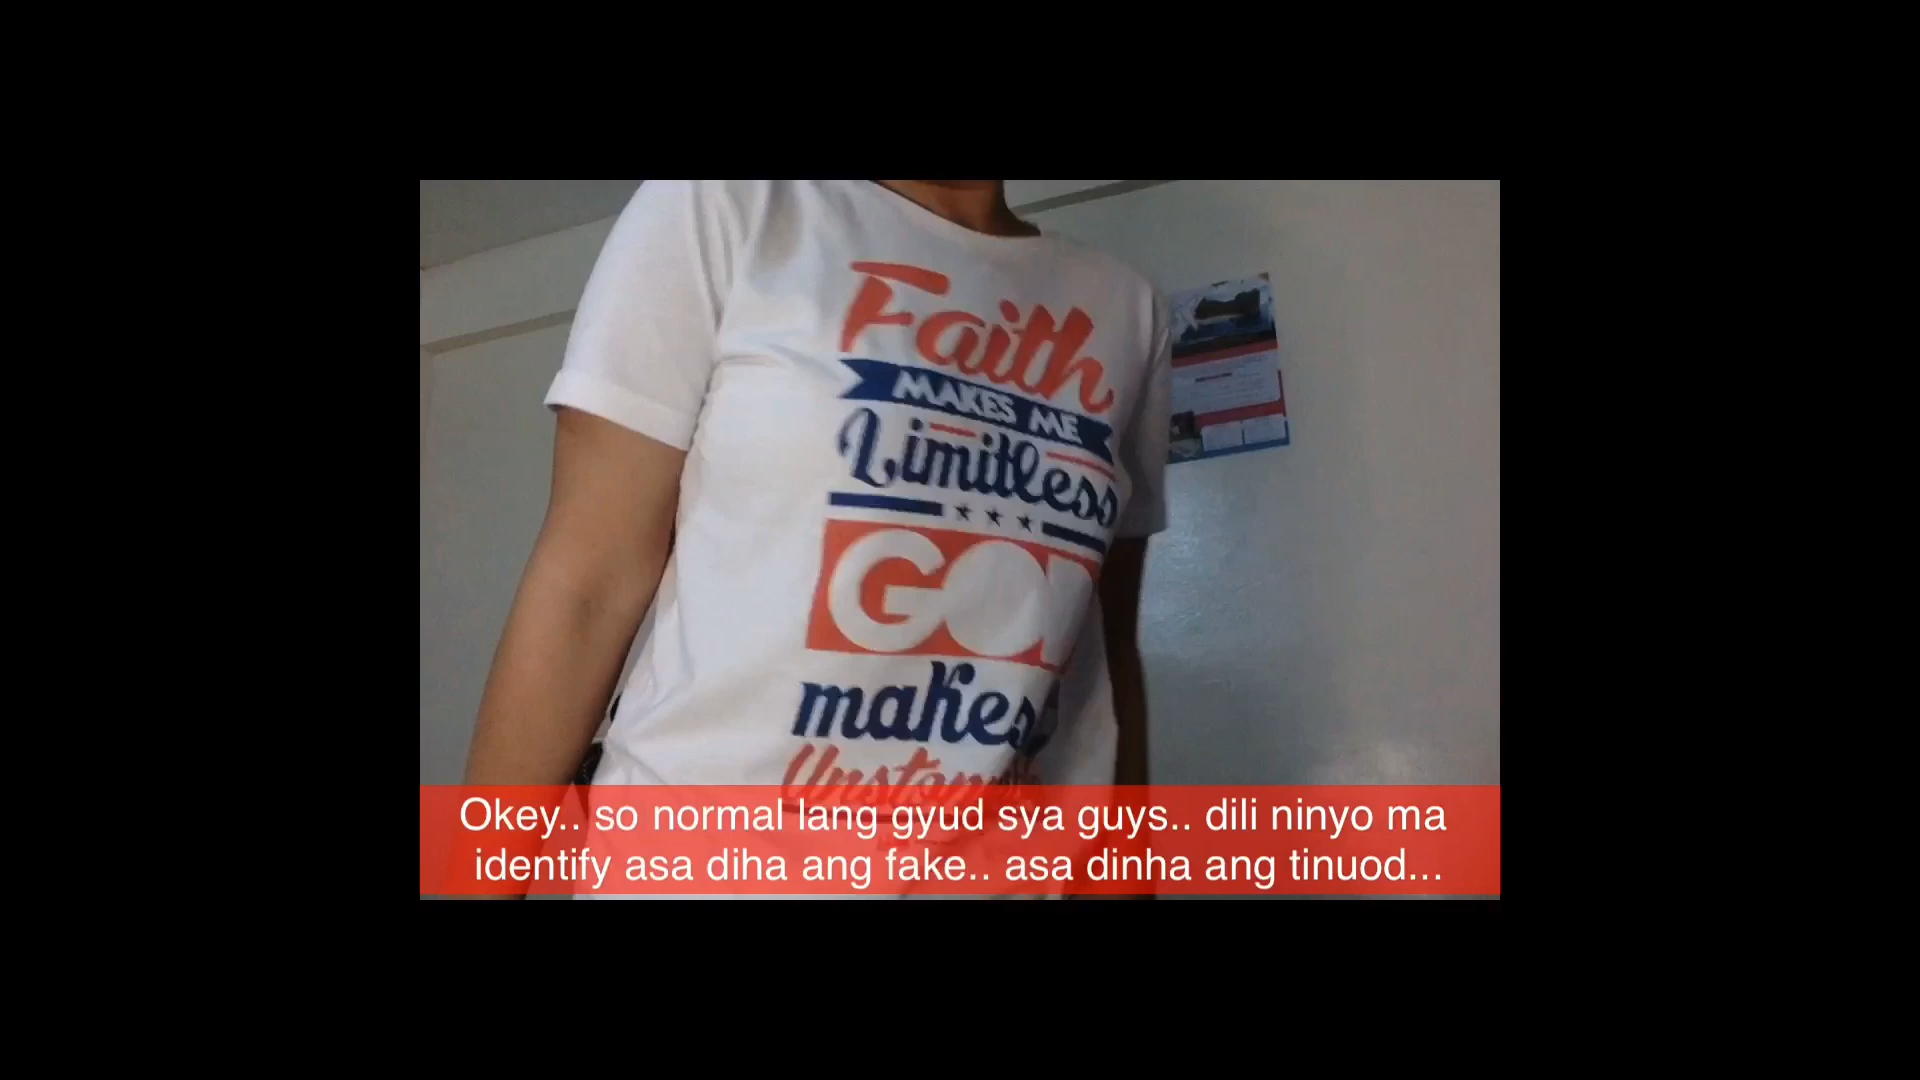 Faith
MAKES ME
Limitless
GOD
makes
Okey.. so normal lang gyud sya guys.. dili ninyo ma
identify asa diha ang fake.. asa dinha ang tinuod...